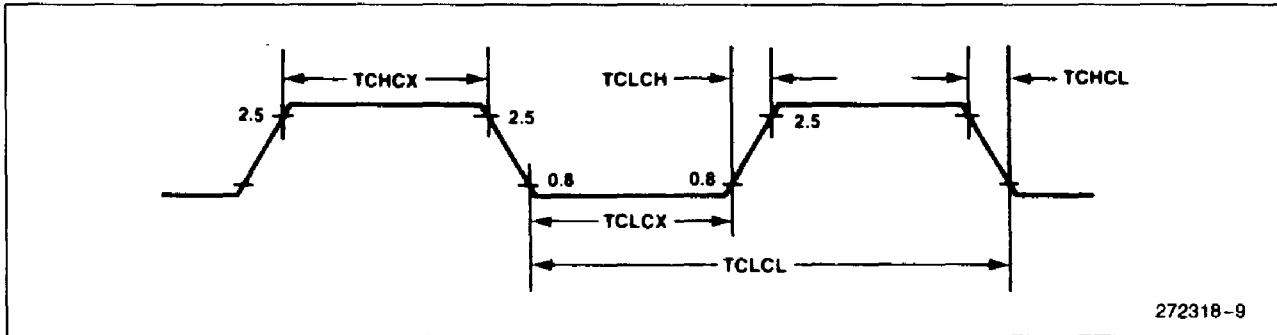 TCHCX TCLCH TCHCL
2.5 2.5 2.5
0.8 0.8
TCLCX
TCLCL
272318-9